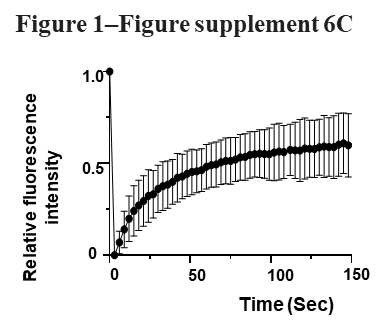 Figure 1–Figure supplement 6C
Relative fluorescence
intensity
1.0
0.5
0
0 50 100 150
Time (Sec)